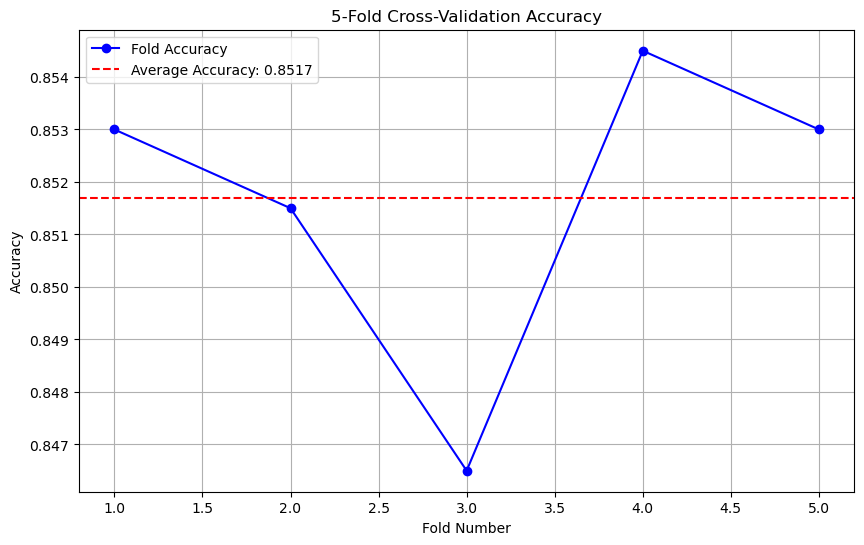 5-Fold Cross-Validation Accuracy
Fold Accuracy
Average Accuracy: 0.8517
Accuracy
0.854
0.853
0.852
0.851
0.850
0.849
0.848
0.847
1.0 1.5 2.0 2.5 3.0 3.5 4.0 4.5 5.0
Fold Number